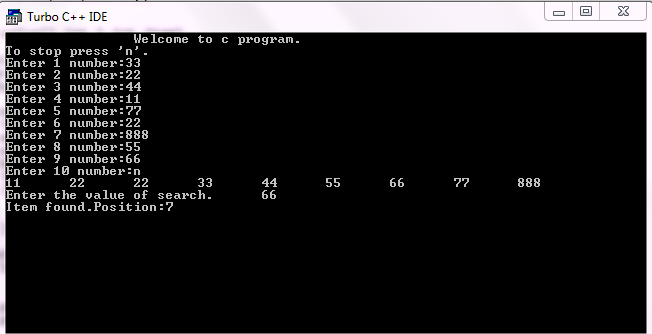 Turbo C++ IDE
Welcome to c program.
To stop press 'n'.
Enter 1 number:33
Enter 2 number:22
Enter 3 number:44
Enter 4 number:11
Enter 5 number:77
Enter 6 number:22
Enter 7 number:888
Enter 8 number:55
Enter 9 number:66
Enter 10 number:n
11 22 22 33 44 55 66 77 888
Enter the value of search. 66
Item found.Position:7